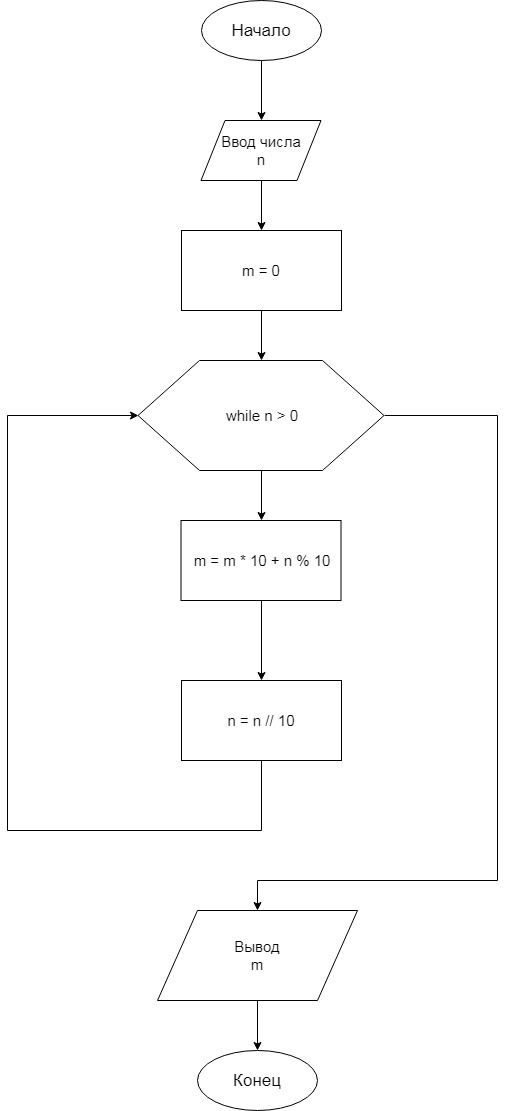 Начало
Ввод числа
n
m = 0
while n > 0
m = m * 10 + n % 10
n = n // 10
Вывод
m
Конец